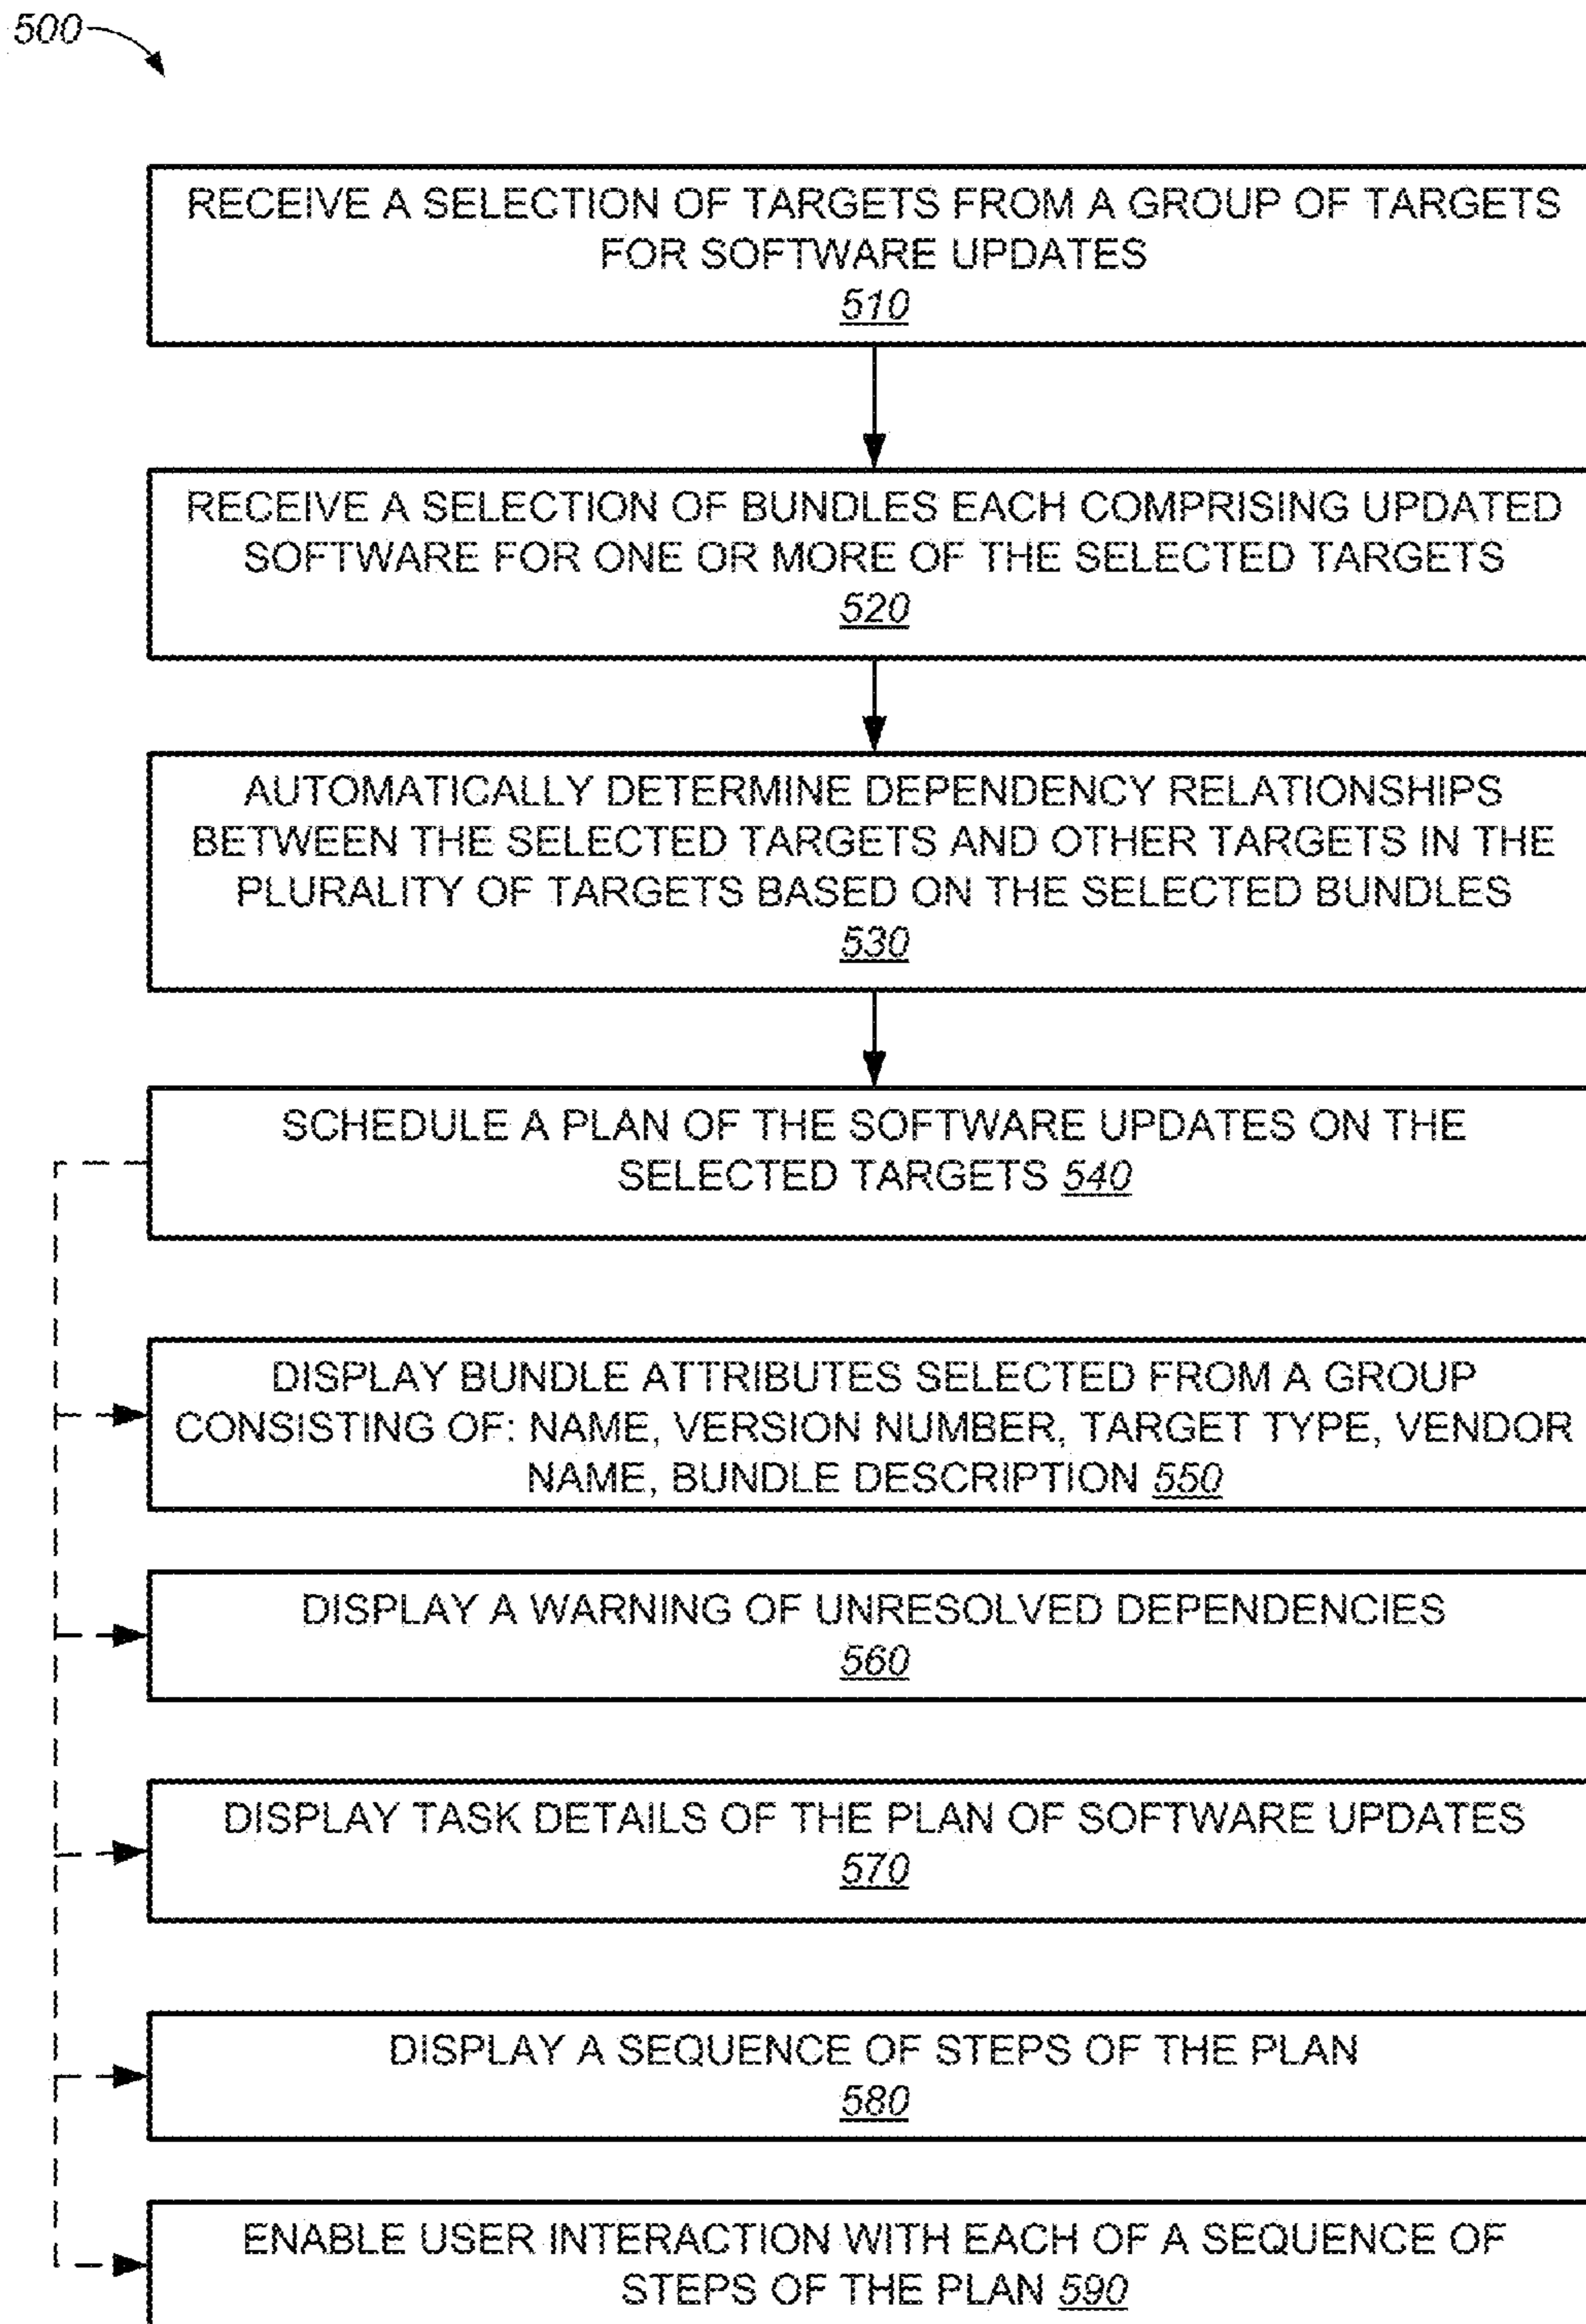 500
RECEIVE A SELECTION OF TARGETS FROM A GROUP OF TARGETS
FOR SOFTWARE UPDATES
510
RECEIVE A SELECTION OF BUNDLES EACH COMPRISING UPDATED
SOFTWARE FOR ONE OR MORE OF THE SELECTED TARGETS
520
AUTOMATICALLY DETERMINE DEPENDENCY RELATIONSHIPS
BETWEEN THE SELECTED TARGETS AND OTHER TARGETS IN THE
PLURALITY OF TARGETS BASED ON THE SELECTED BUNDLES
530
SCHEDULE A PLAN OF THE SOFTWARE UPDATES ON THE
SELECTED TARGETS 540
DISPLAY BUNDLE ATTRIBUTES SELECTED FROM A GROUP
CONSISTING OF: NAME, VERSION NUMBER, TARGET TYPE, VENDOR
NAME, BUNDLE DESCRIPTION 550
DISPLAY A WARNING OF UNRESOLVED DEPENDENCIES
560
DISPLAY TASK DETAILS OF THE PLAN OF SOFTWARE UPDATES
570
DISPLAY A SEQUENCE OF STEPS OF THE PLAN
580
ENABLE USER INTERACTION WITH EACH OF A SEQUENCE OF
STEPS OF THE PLAN 590